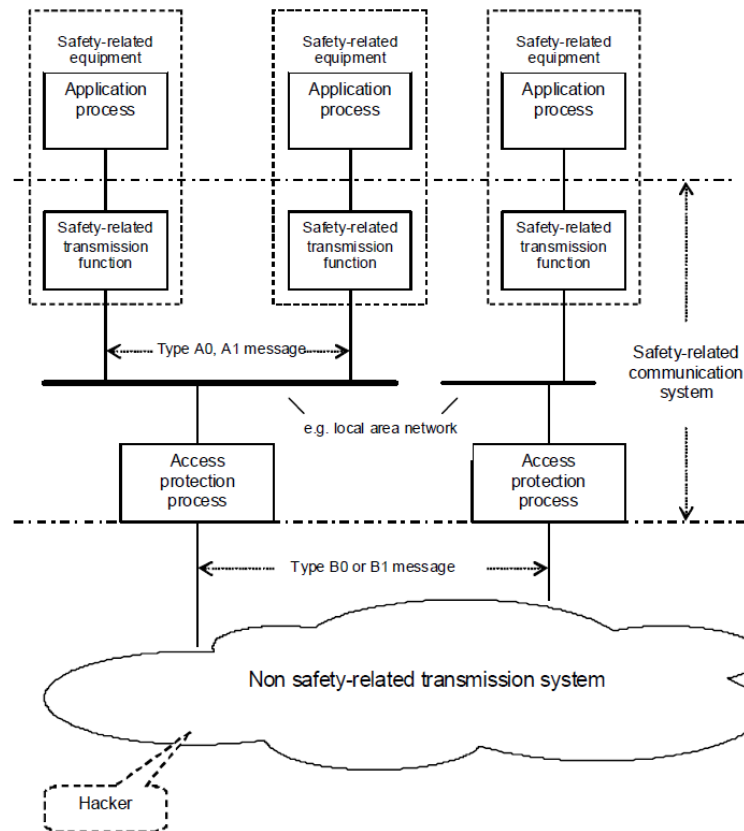 Safety-related
equipment
Application
process
Safety-related
equipment
Application
process
Safety-related
equipment
Application
process
Safety-related
transmission
function
Safety-related
transmission
function
Safety-related
transmission
function
Type A0, A1 message
Safety-related
communication
system
e.g. local area network
Access
protection
process
Access
protection
process
Type B0 or B1 message
Non safety-related transmission system
Hacker